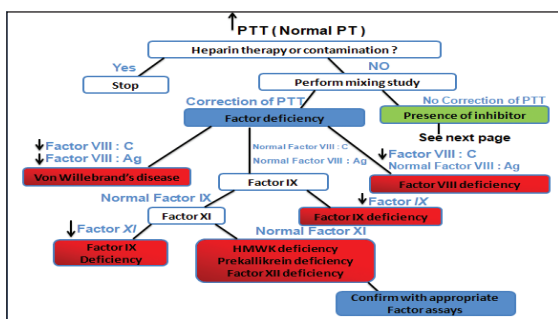 ↑ PTT ( Normal PT )
Heparin therapy or contamination ?
Yes
NO
Stop
Perform mixing study
Correction of PTT
No Correction of PTT
Factor deficiency
Presence of inhibitor
See next page
↓ Factor VIII : C
↓ Factor VIII : Ag
Normal Factor VIII : C
Normal Factor VIII : Ag
↓ Factor VIII : C
Normal Factor VIII : Ag
Von Willebrand's disease
Factor IX
Factor VIII deficiency
Normal Factor IX
↓ Factor IX
Factor XI
Factor IX deficiency
↓ Factor XI
Normal Factor XI
Factor IX
Deficiency
HMWK deficiency
Prekallikrein deficiency
Factor XII deficiency
Confirm with appropriate
Factor assays